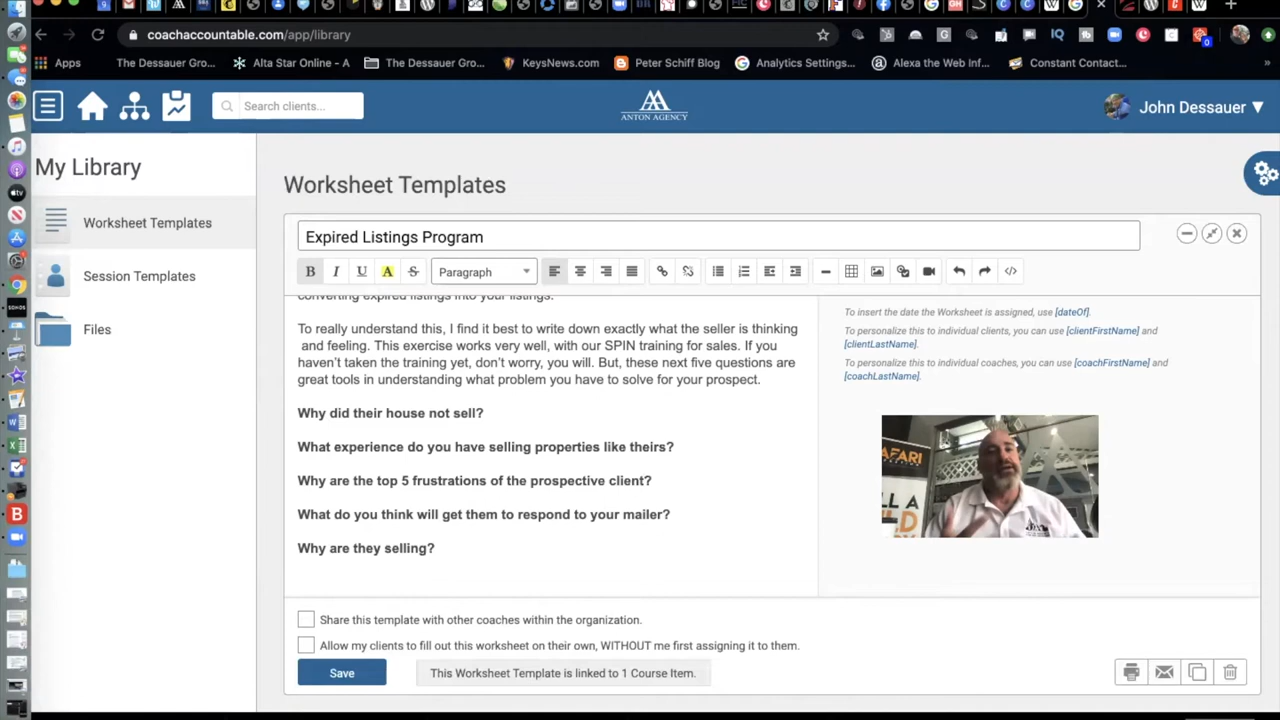 coachaccountable.com/app/library
Apps
The Dessauer Gro...
Alta Star Online - A
The Dessauer Gro...
KeysNews.com
Peter Schiff Blog
Analytics Settings...
Alexa the Web Inf...
Constant Contact...
»
Search clients...
ANTON AGENCY
John Dessauer
My Library
Worksheet Templates
Session Templates
Files
Worksheet Templates
Expired Listings Program
B I U A S Paragraph
converting expired listings into your listings.
To really understand this, I find it best to write down exactly what the seller is thinking
and feeling. This exercise works very well, with our SPIN training for sales. If you
haven't taken the training yet, don't worry, you will. But, these next five questions are
great tools in understanding what problem you have to solve for your prospect.
Why did their house not sell?
What experience do you have selling properties like theirs?
Why are the top 5 frustrations of the prospective client?
What do you think will get them to respond to your mailer?
Why are they selling?
To insert the date the Worksheet is assigned, use [dateOf].
To personalize this to individual clients, you can use [clientFirstName] and
[clientLastName].
To personalize this to individual coaches, you can use [coachFirstName] and
[coachLastName].
AFARI
Share this template with other coaches within the organization.
Allow my clients to fill out this worksheet on their own, WITHOUT me first assigning it to them.
Save
This Worksheet Template is linked to 1 Course Item.